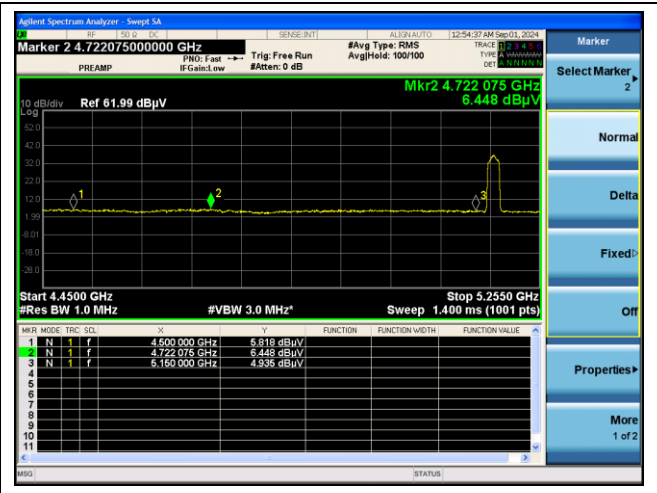 Agilent Spectrum Analyzer - Swept SA
RF 50 Ω DC SENSE:INT ALIGN AUTO 12:54:37 AM Sep 01, 2024
Marker 2 4.722075000000 GHz
PREAMP
PNO: Fast
IFGain:Low
Trig: Free Run
#Atten: 0 dB
#Avg Type: RMS
Avg|Hold: 100/100
TRACE 1 2 3 4 5 6
TYPE A WWWWW
DET A N N N N N
Mkr2 4.722 075 GHz
6.448 dBµV
10 dB/div Ref 61.99 dBµV
Log
52.0
42.0
32.0
22.0
12.0
1.99
-8.01
-18.0
-28.0
1
2
3
Start 4.4500 GHz Stop 5.2550 GHz
#Res BW 1.0 MHz #VBW 3.0 MHz* Sweep 1.400 ms (1001 pts)
MKR MODE TRC SCL X Y FUNCTION FUNCTION WIDTH FUNCTION VALUE
1 N 1 f 4.500 000 GHz 5.818 dBµV
2 N 1 f 4.722 075 GHz 6.448 dBµV
3 N 1 f 5.150 000 GHz 4.935 dBµV
4
5
6
7
8
9
10
11
MSG STATUS
Marker
Select Marker
2
Normal
Delta
Fixed
Off
Properties
More
1 of 2